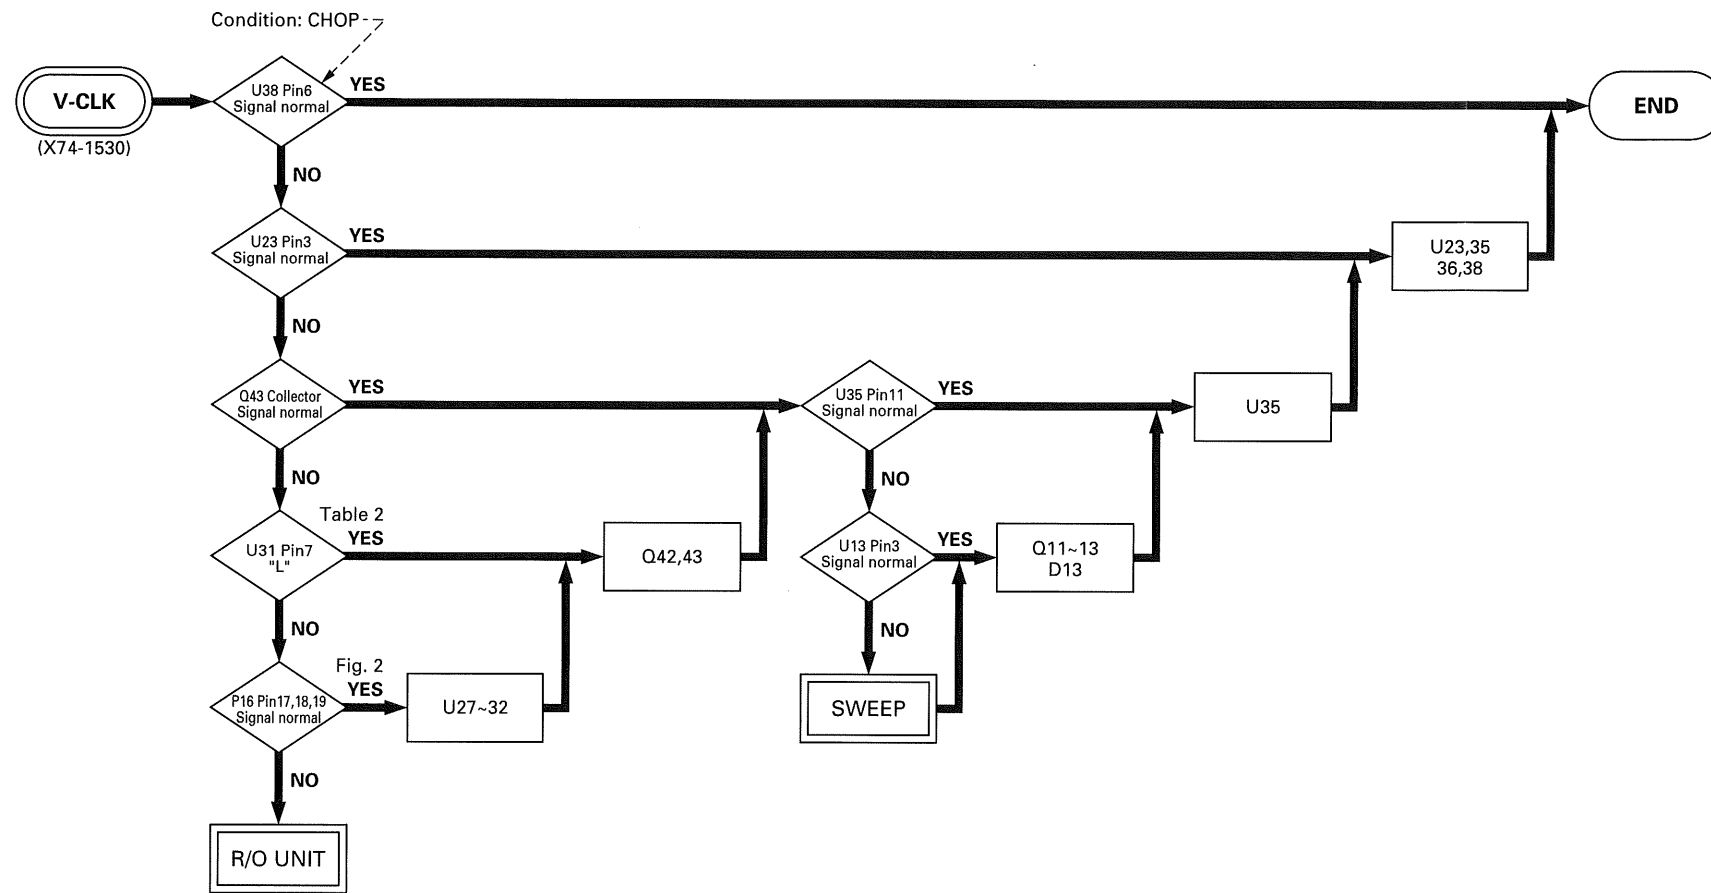 Condition: CHOP
V-CLK
(X74-1530)
U38 Pin6
Signal normal
YES
END
NO
U23 Pin3
Signal normal
YES
U23,35
36,38
NO
Q43 Collector
Signal normal
YES
U35 Pin11
Signal normal
YES
U35
NO
NO
Table 2
U31 Pin7
"L"
YES
Q42,43
U13 Pin3
Signal normal
YES
Q11~13
D13
NO
NO
Fig. 2
P16 Pin17,18,19
Signal normal
YES
U27~32
SWEEP
NO
R/O UNIT